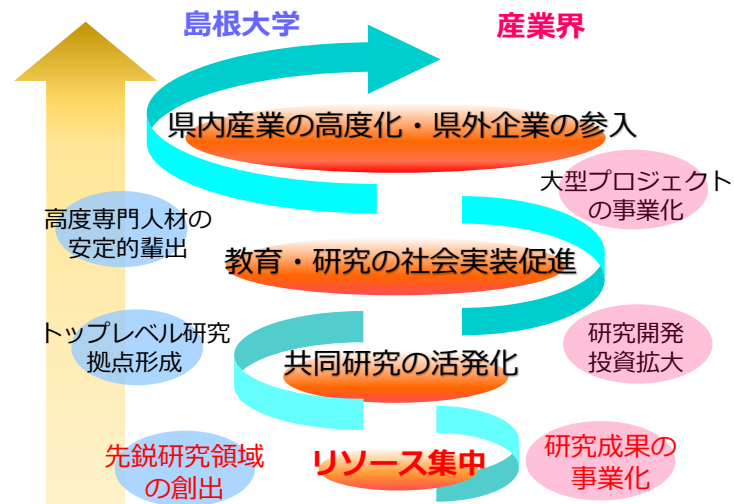 島根大学
産業界
県内産業の高度化・県外企業の参入
大型プロジェクト
の事業化
高度専門人材の
安定的輩出
教育・研究の社会実装促進
トップレベル研究
拠点形成
研究開発
投資拡大
共同研究の活発化
先鋭研究領域
の創出
リソース集中
研究成果の
事業化